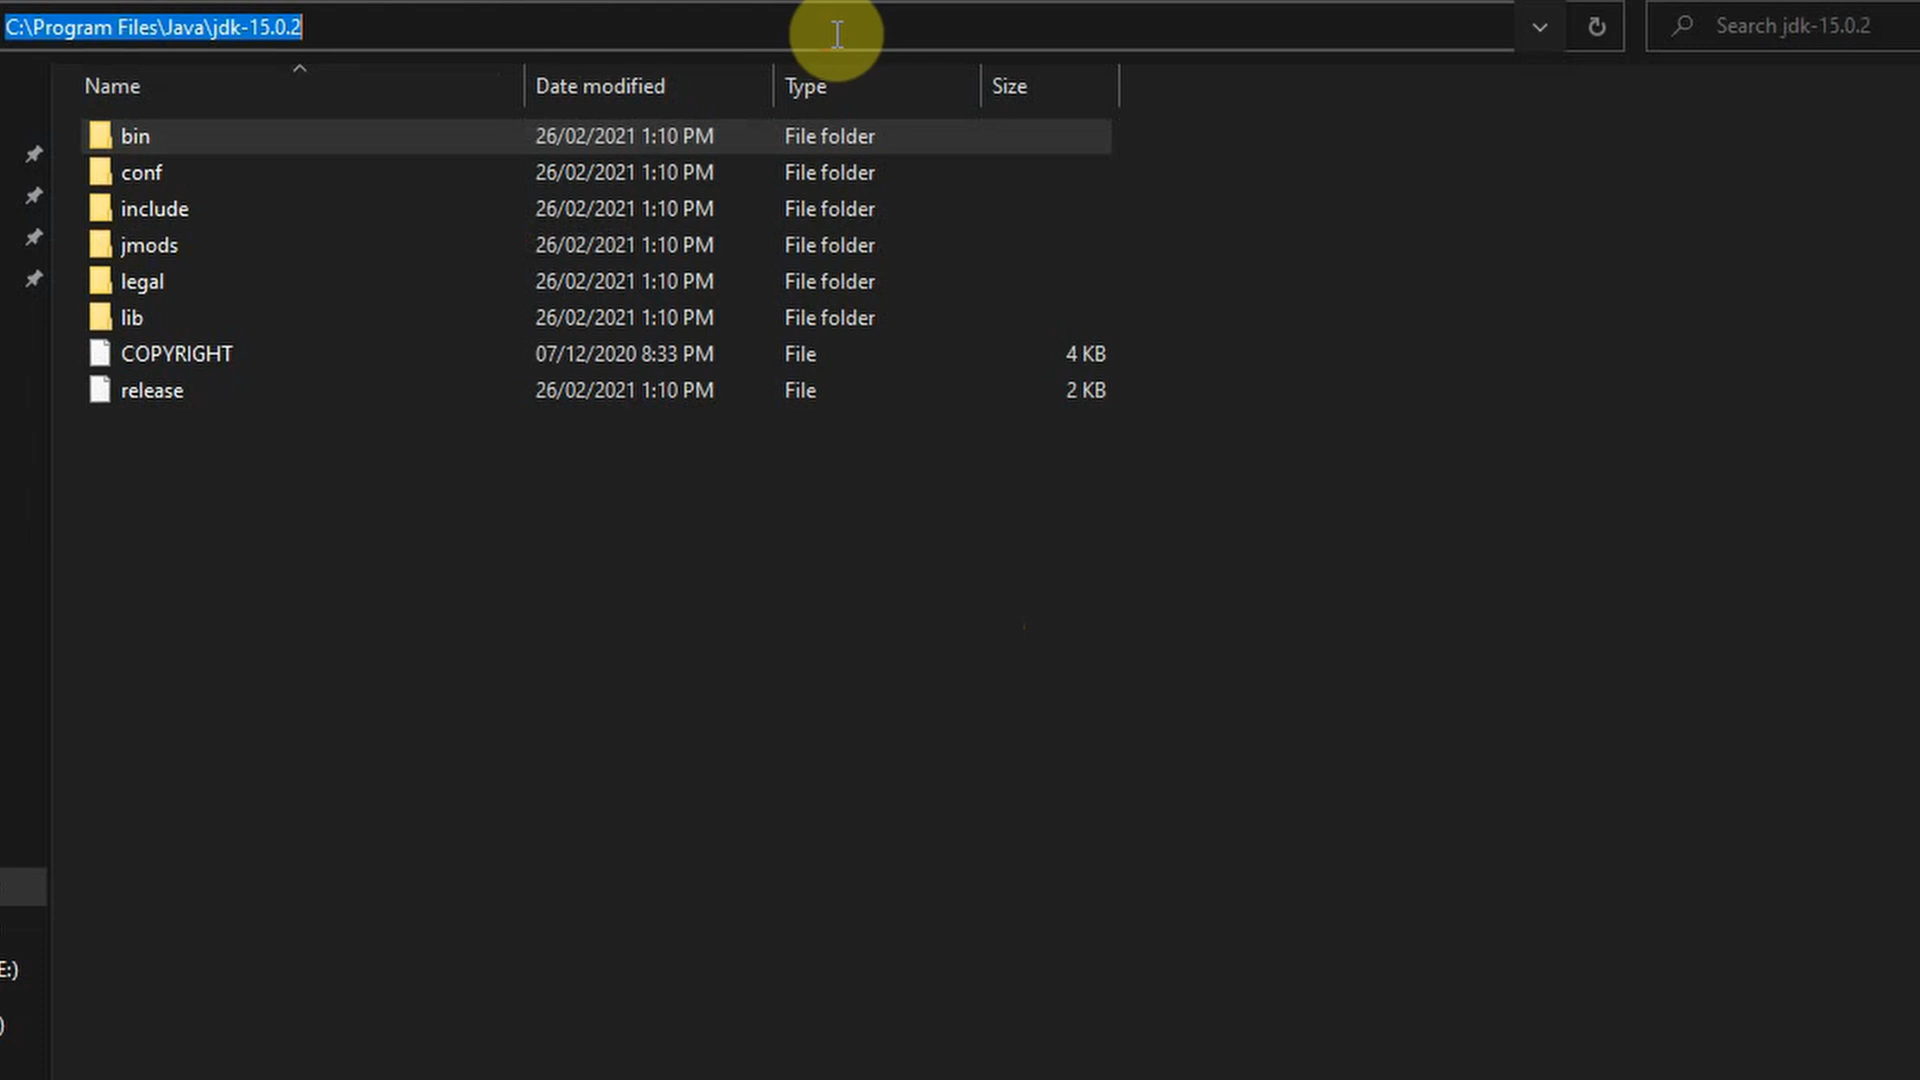 C:\Program Files\Java\jdk-15.0.2
Search jdk-15.0.2
Name Date modified Type Size
bin 26/02/2021 1:10 PM File folder
conf 26/02/2021 1:10 PM File folder
include 26/02/2021 1:10 PM File folder
jmods 26/02/2021 1:10 PM File folder
legal 26/02/2021 1:10 PM File folder
lib 26/02/2021 1:10 PM File folder
COPYRIGHT 07/12/2020 8:33 PM File 4 KB
release 26/02/2021 1:10 PM File 2 KB
E:)
)